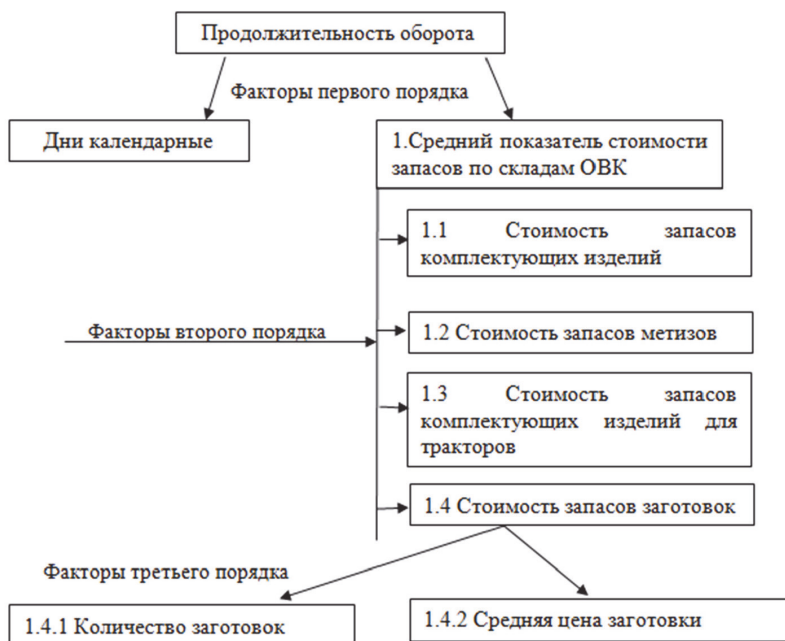 Продолжительность оборота
Факторы первого порядка
Дни календарные
1.Средний показатель стоимости
запасов по складам ОВК
1.1 Стоимость запасов
комплектующих изделий
Факторы второго порядка
1.2 Стоимость запасов метизов
1.3 Стоимость запасов
комплектующих изделий для
тракторов
1.4 Стоимость запасов заготовок
Факторы третьего порядка
1.4.1 Количество заготовок
1.4.2 Средняя цена заготовки